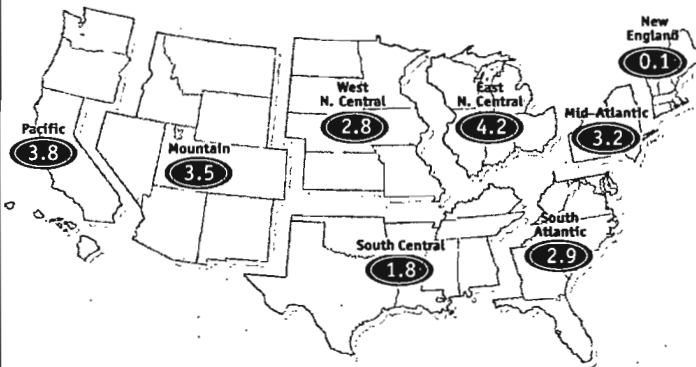 New
England
0.1
West
N. Central
2.8
East
N. Central
4.2
Mid-Atlantic
3.2
Pacific
3.8
Mountain
3.5
South Central
1.8
South
Atlantic
2.9